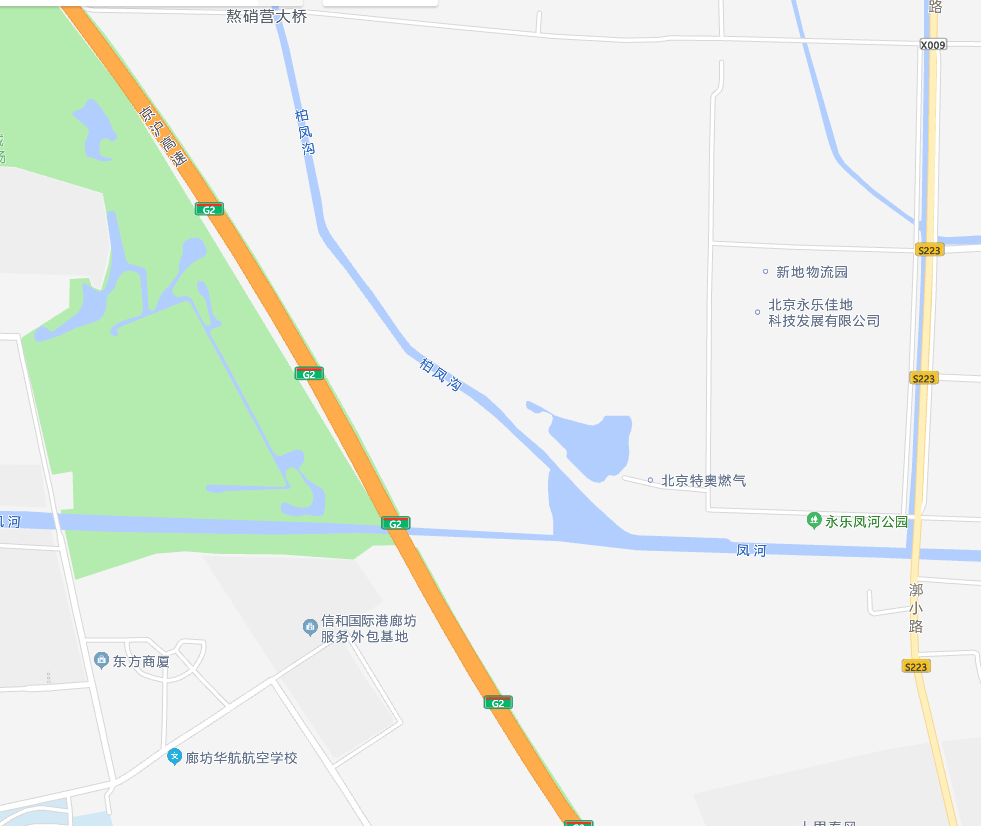 熬硝营大桥
路
X009
京沪高速
柏凤沟
G2
S223
新地物流园
北京永乐佳地
科技发展有限公司
G2
柏凤沟
S223
北京特奥燃气
凤河
G2
永乐凤河公园
凤河
漷小路
信和国际港廊坊
服务外包基地
东方商厦
S223
G2
廊坊华航航空学校